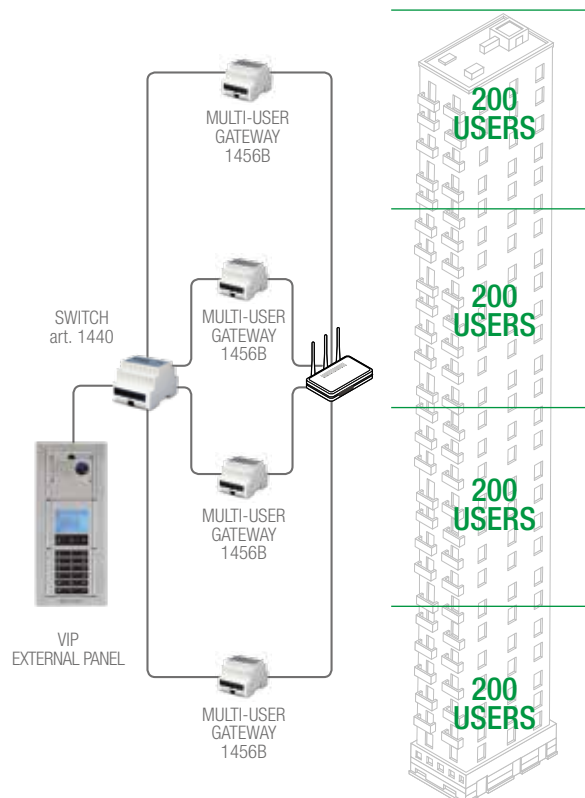 MULTI-USER
GATEWAY
1456B
200
USERS
SWITCH
art. 1440
MULTI-USER
GATEWAY
1456B
200
USERS
MULTI-USER
GATEWAY
1456B
200
USERS
VIP
EXTERNAL PANEL
MULTI-USER
GATEWAY
1456B
200
USERS